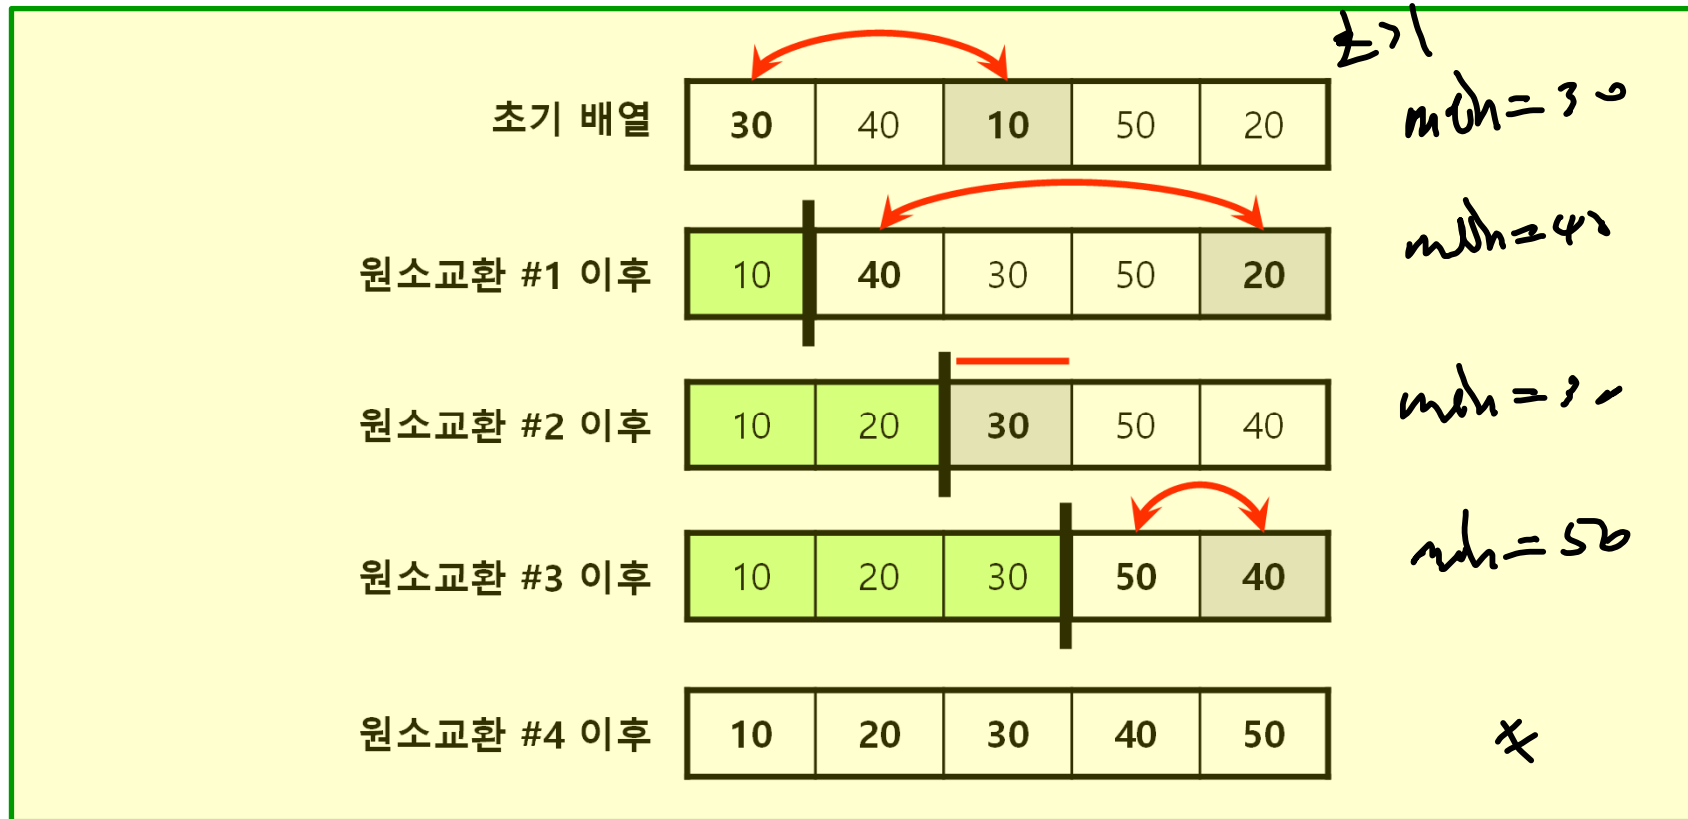 초기
초기 배열 30 40 10 50 20 min = 30
원소교환 #1 이후 10 40 30 50 20 min = 40
원소교환 #2 이후 10 20 30 50 40 min = 30
원소교환 #3 이후 10 20 30 50 40 min = 50
원소교환 #4 이후 10 20 30 40 50